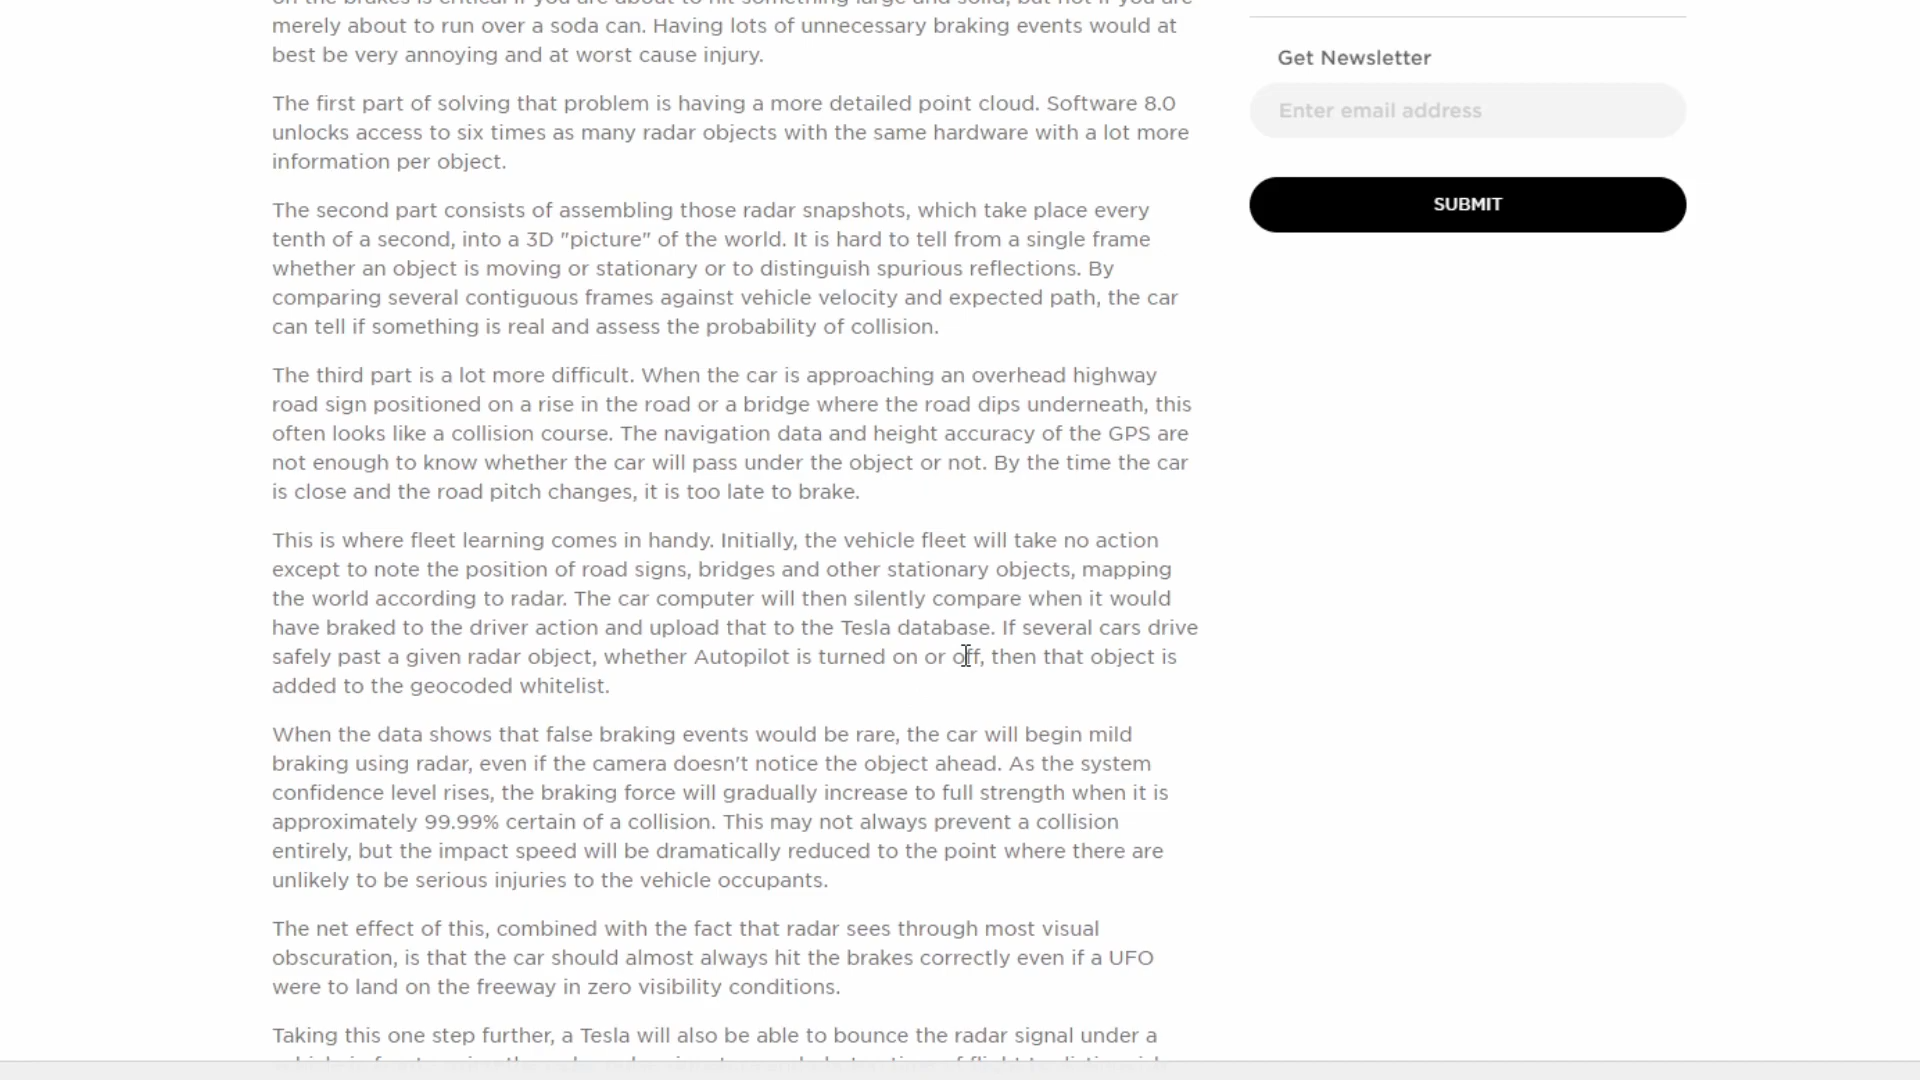 merely about to run over a soda can. Having lots of unnecessary braking events would at
best be very annoying and at worst cause injury.
The first part of solving that problem is having a more detailed point cloud. Software 8.0
unlocks access to six times as many radar objects with the same hardware with a lot more
information per object.
The second part consists of assembling those radar snapshots, which take place every
tenth of a second, into a 3D "picture" of the world. It is hard to tell from a single frame
whether an object is moving or stationary or to distinguish spurious reflections. By
comparing several contiguous frames against vehicle velocity and expected path, the car
can tell if something is real and assess the probability of collision.
The third part is a lot more difficult. When the car is approaching an overhead highway
road sign positioned on a rise in the road or a bridge where the road dips underneath, this
often looks like a collision course. The navigation data and height accuracy of the GPS are
not enough to know whether the car will pass under the object or not. By the time the car
is close and the road pitch changes, it is too late to brake.
This is where fleet learning comes in handy. Initially, the vehicle fleet will take no action
except to note the position of road signs, bridges and other stationary objects, mapping
the world according to radar. The car computer will then silently compare when it would
have braked to the driver action and upload that to the Tesla database. If several cars drive
safely past a given radar object, whether Autopilot is turned on or off, then that object is
added to the geocoded whitelist.
When the data shows that false braking events would be rare, the car will begin mild
braking using radar, even if the camera doesn't notice the object ahead. As the system
confidence level rises, the braking force will gradually increase to full strength when it is
approximately 99.99% certain of a collision. This may not always prevent a collision
entirely, but the impact speed will be dramatically reduced to the point where there are
unlikely to be serious injuries to the vehicle occupants.
The net effect of this, combined with the fact that radar sees through most visual
obscuration, is that the car should almost always hit the brakes correctly even if a UFO
were to land on the freeway in zero visibility conditions.
Taking this one step further, a Tesla will also be able to bounce the radar signal under a
Get Newsletter
Enter email address
SUBMIT